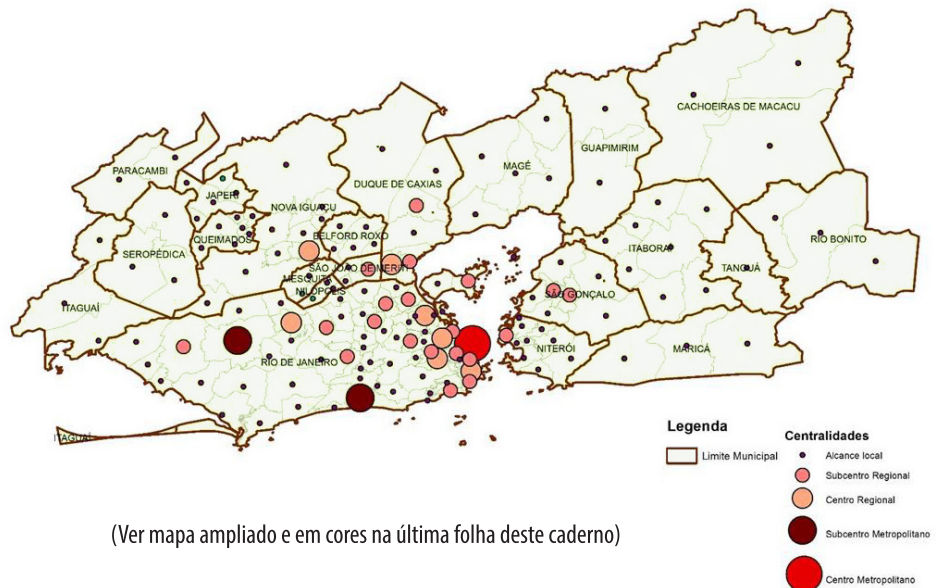 CACHOEIRAS DE MACACU
GUAPIMIRIM
MAGÉ
PARACAMBI
DUQUE DE CAXIAS
JAPERI
NOVA IGUAÇU
BELFORD ROXO
QUEIMADOS
RIO BONITO
ITABORAÍ
SEROPÉDICA
SÃO JOÃO DE MERITI
TANGUÁ
MESQUITA
NILÓPOLIS
SÃO GONÇALO
ITAGUAÍ
NITERÓI
MARICÁ
RIO DE JANEIRO
ITAGUAÍ
Legenda
Limite Municipal
Centralidades
Alcance local
Subcentro Regional
Centro Regional
Subcentro Metropolitano
Centro Metropolitano
(Ver mapa ampliado e em cores na última folha deste caderno)